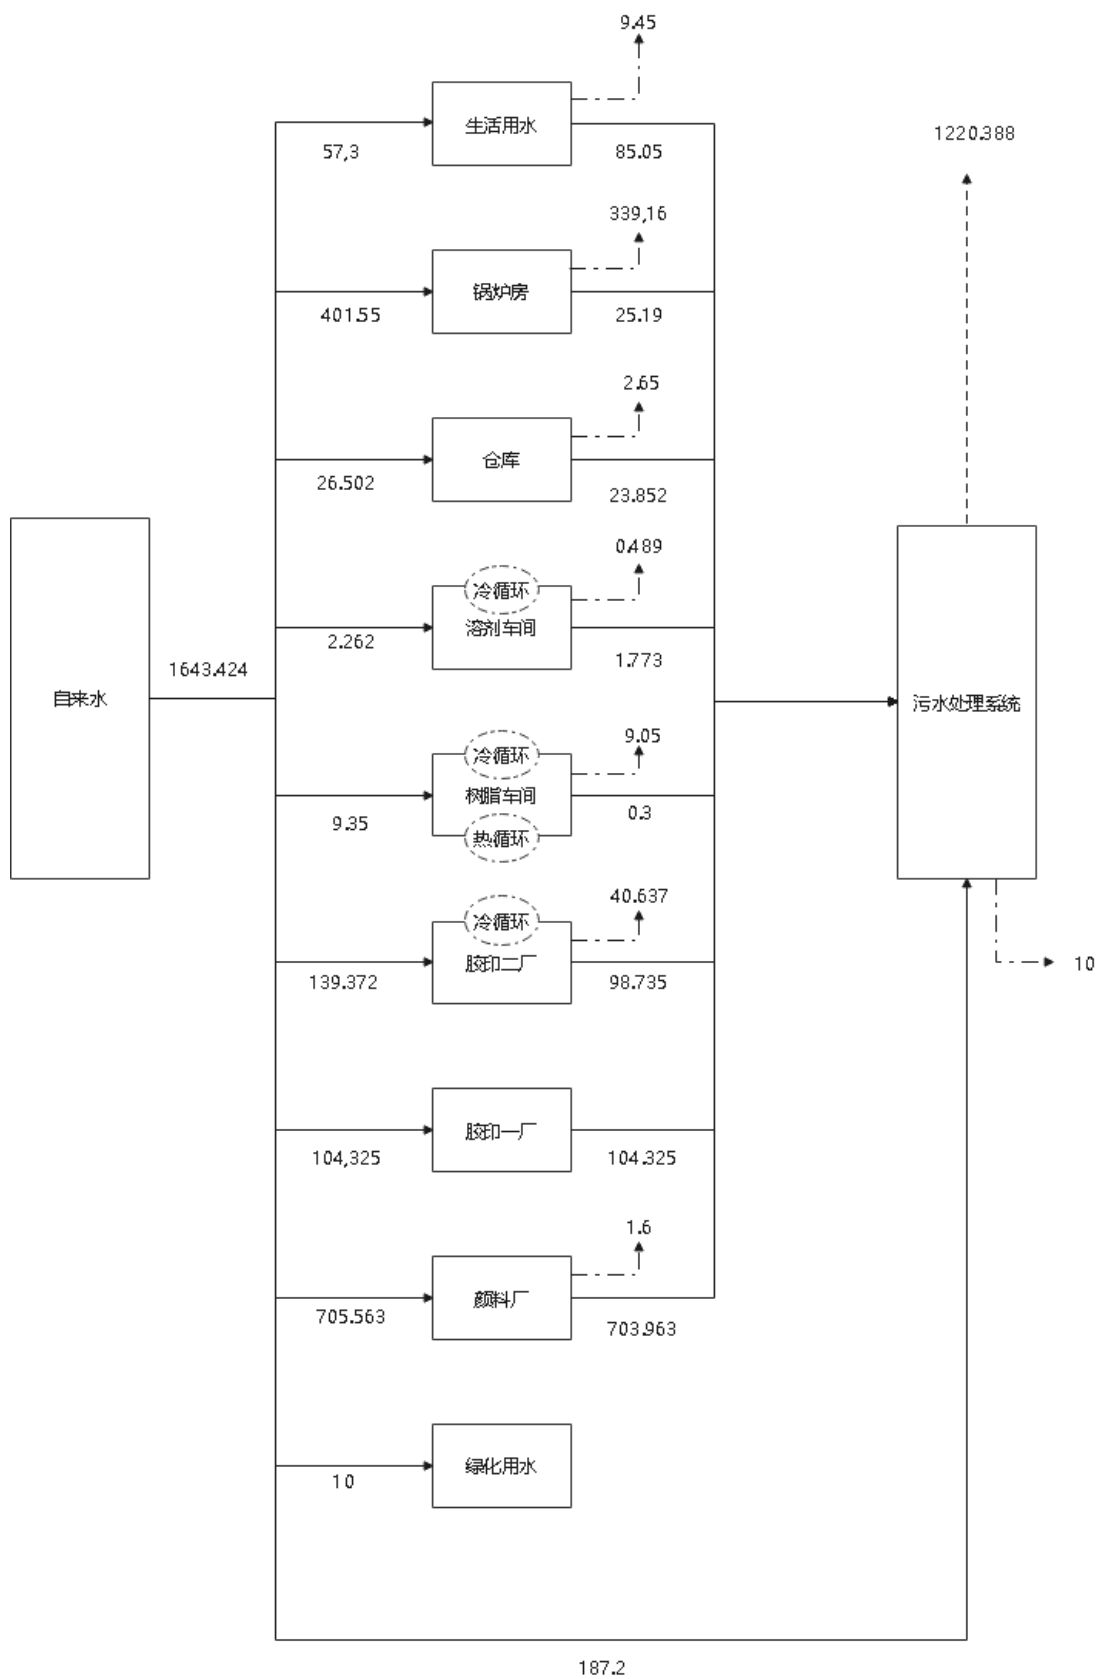 9.45
生活用水
1220.388
57,3
85.05
339,16
锅炉房
401.55
25.19
2.65
仓库
26.502
23.852
0.489
冷循环
溶剂车间
2.262
1.773
1643.424
自来水
污水处理系统
9.05
冷循环
树脂车间
9.35
0.3
热循环
40.637
冷循环
胶印二厂
10
139.372
98.735
胶印一厂
104,325
104.325
1.6
颜料厂
705.563
703.963
绿化用水
10
187.2